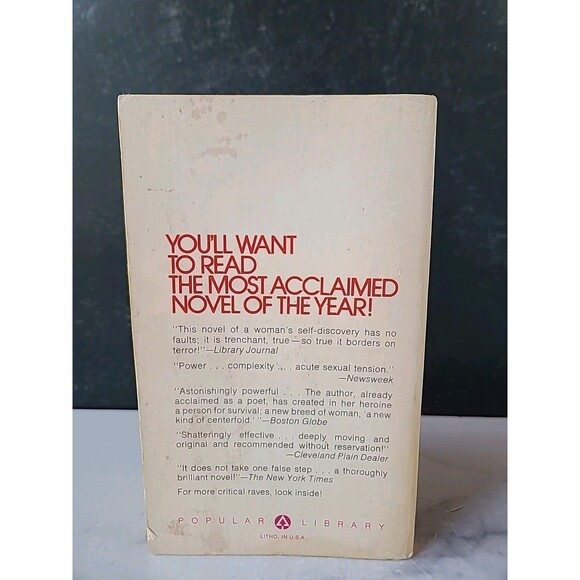 YOU'LL WANT
TO READ
THE MOST ACCLAIMED
NOVEL OF THE YEAR!
"This novel of a woman's self-discovery has no
faults; it is trenchant, true—so true it borders on
terror!"—Library Journal
"Power . . . complexity . . . acute sexual tension."
—Newsweek
"Astonishingly powerful . . . The author, already
acclaimed as a poet, has created in her heroine
a person for survival; a new breed of woman, 'a new
kind of centerfold.' "—Boston Globe
"Shatteringly effective . . . deeply moving and
original and recommended without reservation!"
—Cleveland Plain Dealer
"It does not take one false step . . . a thoroughly
brilliant novel!"—The New York Times
For more critical raves, look inside!
POPULAR LIBRARY
LITHO. IN U.S.A.